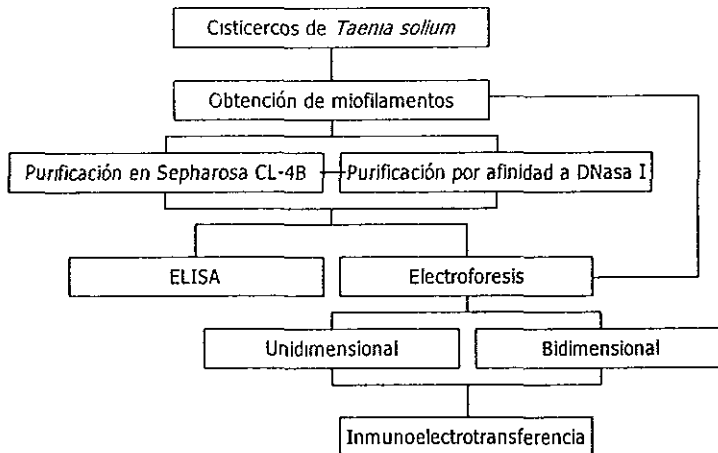 Cisticercos de Taenia solium
Obtención de miofilamentos
Purificación en Sepharosa CL-4B
Purificación por afinidad a DNasa I
ELISA
Electroforesis
Unidimensional
Bidimensional
Inmunoelectrotransferencia